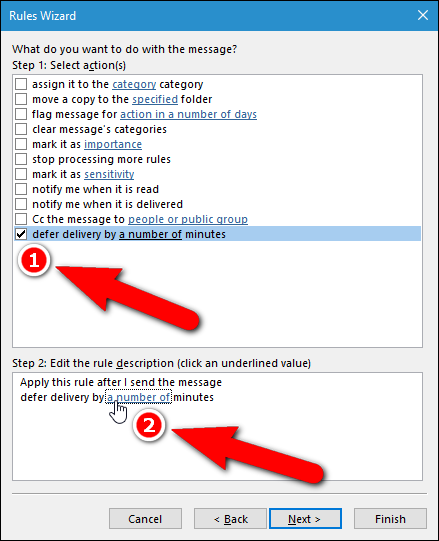 Rules Wizard
What do you want to do with the message?
Step 1: Select action(s)
assign it to the category category
move a copy to the specified folder
flag message for action in a number of days
clear message's categories
mark it as importance
stop processing more rules
mark it as sensitivity
notify me when it is read
notify me when it is delivered
Cc the message to people or public group
defer delivery by a number of minutes
1
Step 2: Edit the rule description (click an underlined value)
Apply this rule after I send the message
defer delivery by a number of minutes
2
Cancel
< Back
Next >
Finish